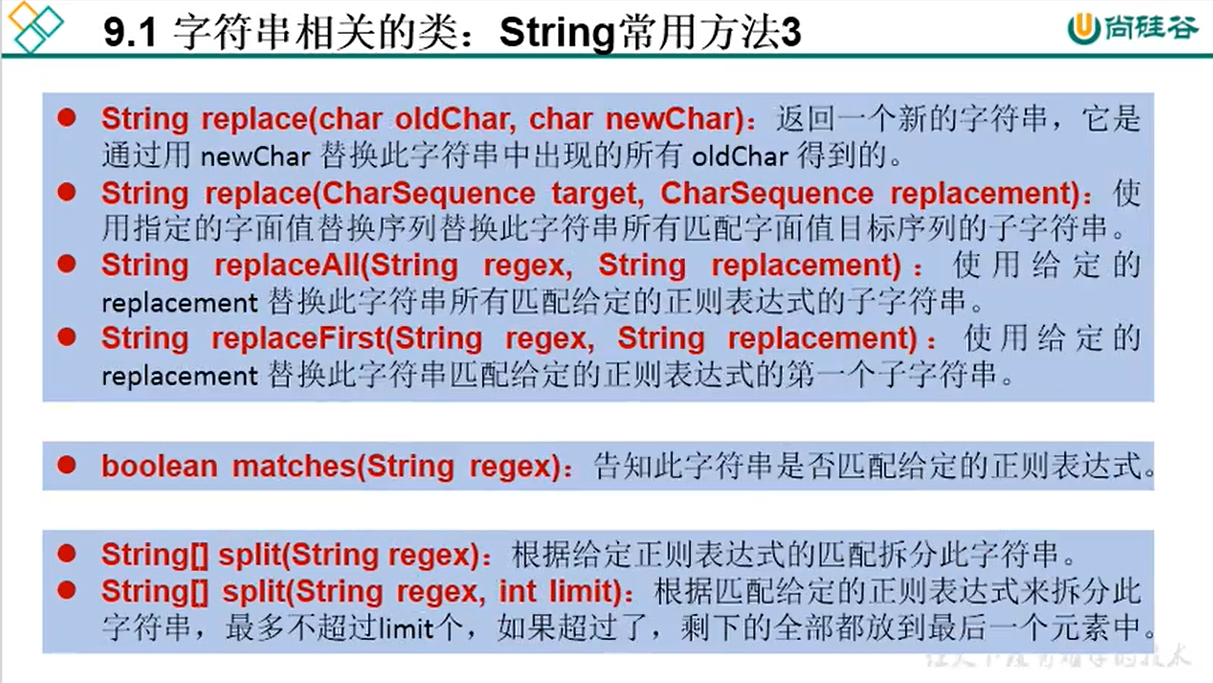 9.1 字符串相关的类：String常用方法3
尚硅谷
● String replace(char oldChar, char newChar)：返回一个新的字符串，它是
通过用 newChar 替换此字符串中出现的所有 oldChar 得到的。
● String replace(CharSequence target, CharSequence replacement)：使
用指定的字面值替换序列替换此字符串所有匹配字面值目标序列的子字符串。
● String replaceAll(String regex, String replacement) ： 使用给定的
replacement 替换此字符串所有匹配给定的正则表达式的子字符串。
● String replaceFirst(String regex, String replacement) ： 使用给定的
replacement 替换此字符串匹配给定的正则表达式的第一个子字符串。
● boolean matches(String regex)：告知此字符串是否匹配给定的正则表达式。
● String[] split(String regex)：根据给定正则表达式的匹配拆分此字符串。
● String[] split(String regex, int limit)：根据匹配给定的正则表达式来拆分此
字符串，最多不超过limit个，如果超过了，剩下的全部都放到最后一个元素中。